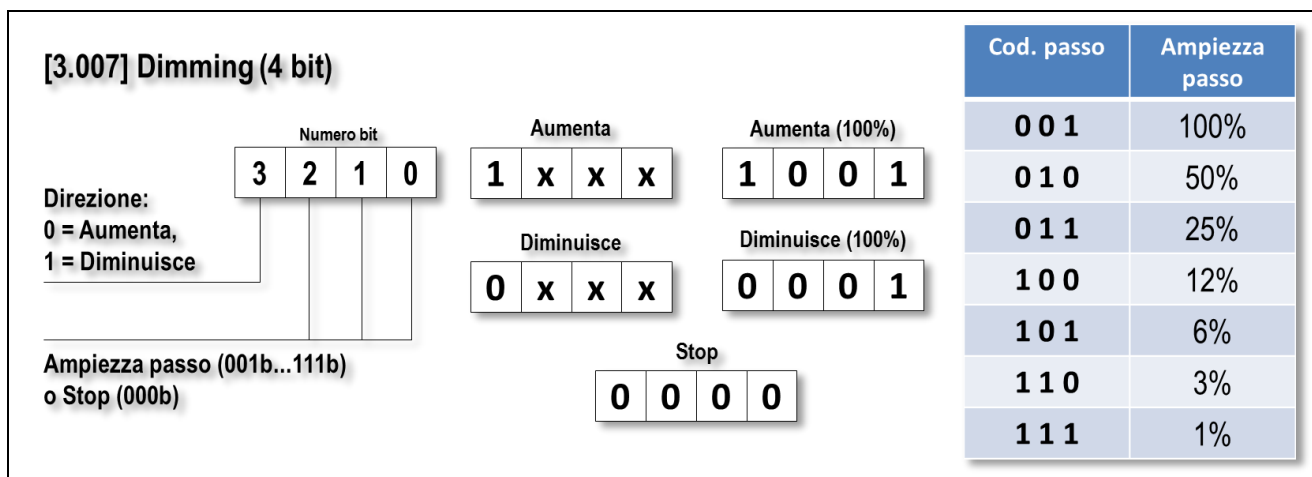 [3.007] Dimming (4 bit)
Numero bit
3 2 1 0
Direzione:
0 = Aumenta,
1 = Diminuisce
Ampiezza passo (001b...111b)
o Stop (000b)
Aumenta
1 x x x
Aumenta (100%)
1 0 0 1
Diminuisce
0 x x x
Diminuisce (100%)
0 0 0 1
Stop
0 0 0 0
Cod. passo Ampiezza
passo
0 0 1 100%
0 1 0 50%
0 1 1 25%
1 0 0 12%
1 0 1 6%
1 1 0 3%
1 1 1 1%